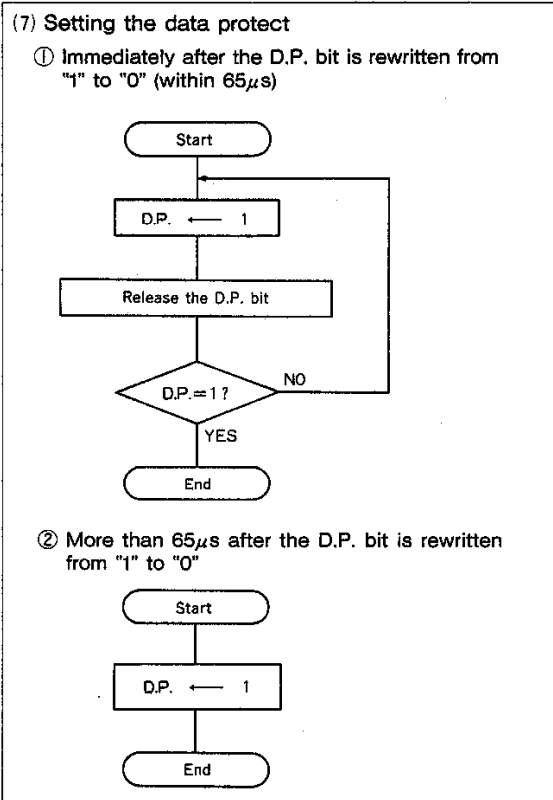 (7) Setting the data protect
① Immediately after the D.P. bit is rewritten from
"1" to "0" (within 65μs)
Start
D.P. ← 1
Release the D.P. bit
D.P.=1?
NO
YES
End
② More than 65μs after the D.P. bit is rewritten
from "1" to "0"
Start
D.P. ← 1
End